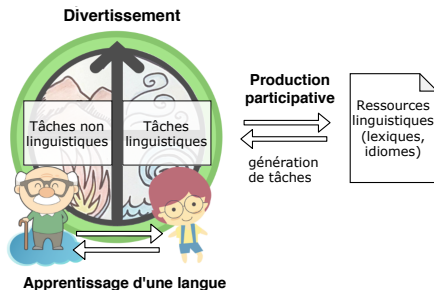 Divertissement
Tâches non
linguistiques
Tâches
linguistiques
Production
participative
génération
de tâches
Ressources
linguistiques
(lexiques,
idiomes)
Apprentissage d'une langue